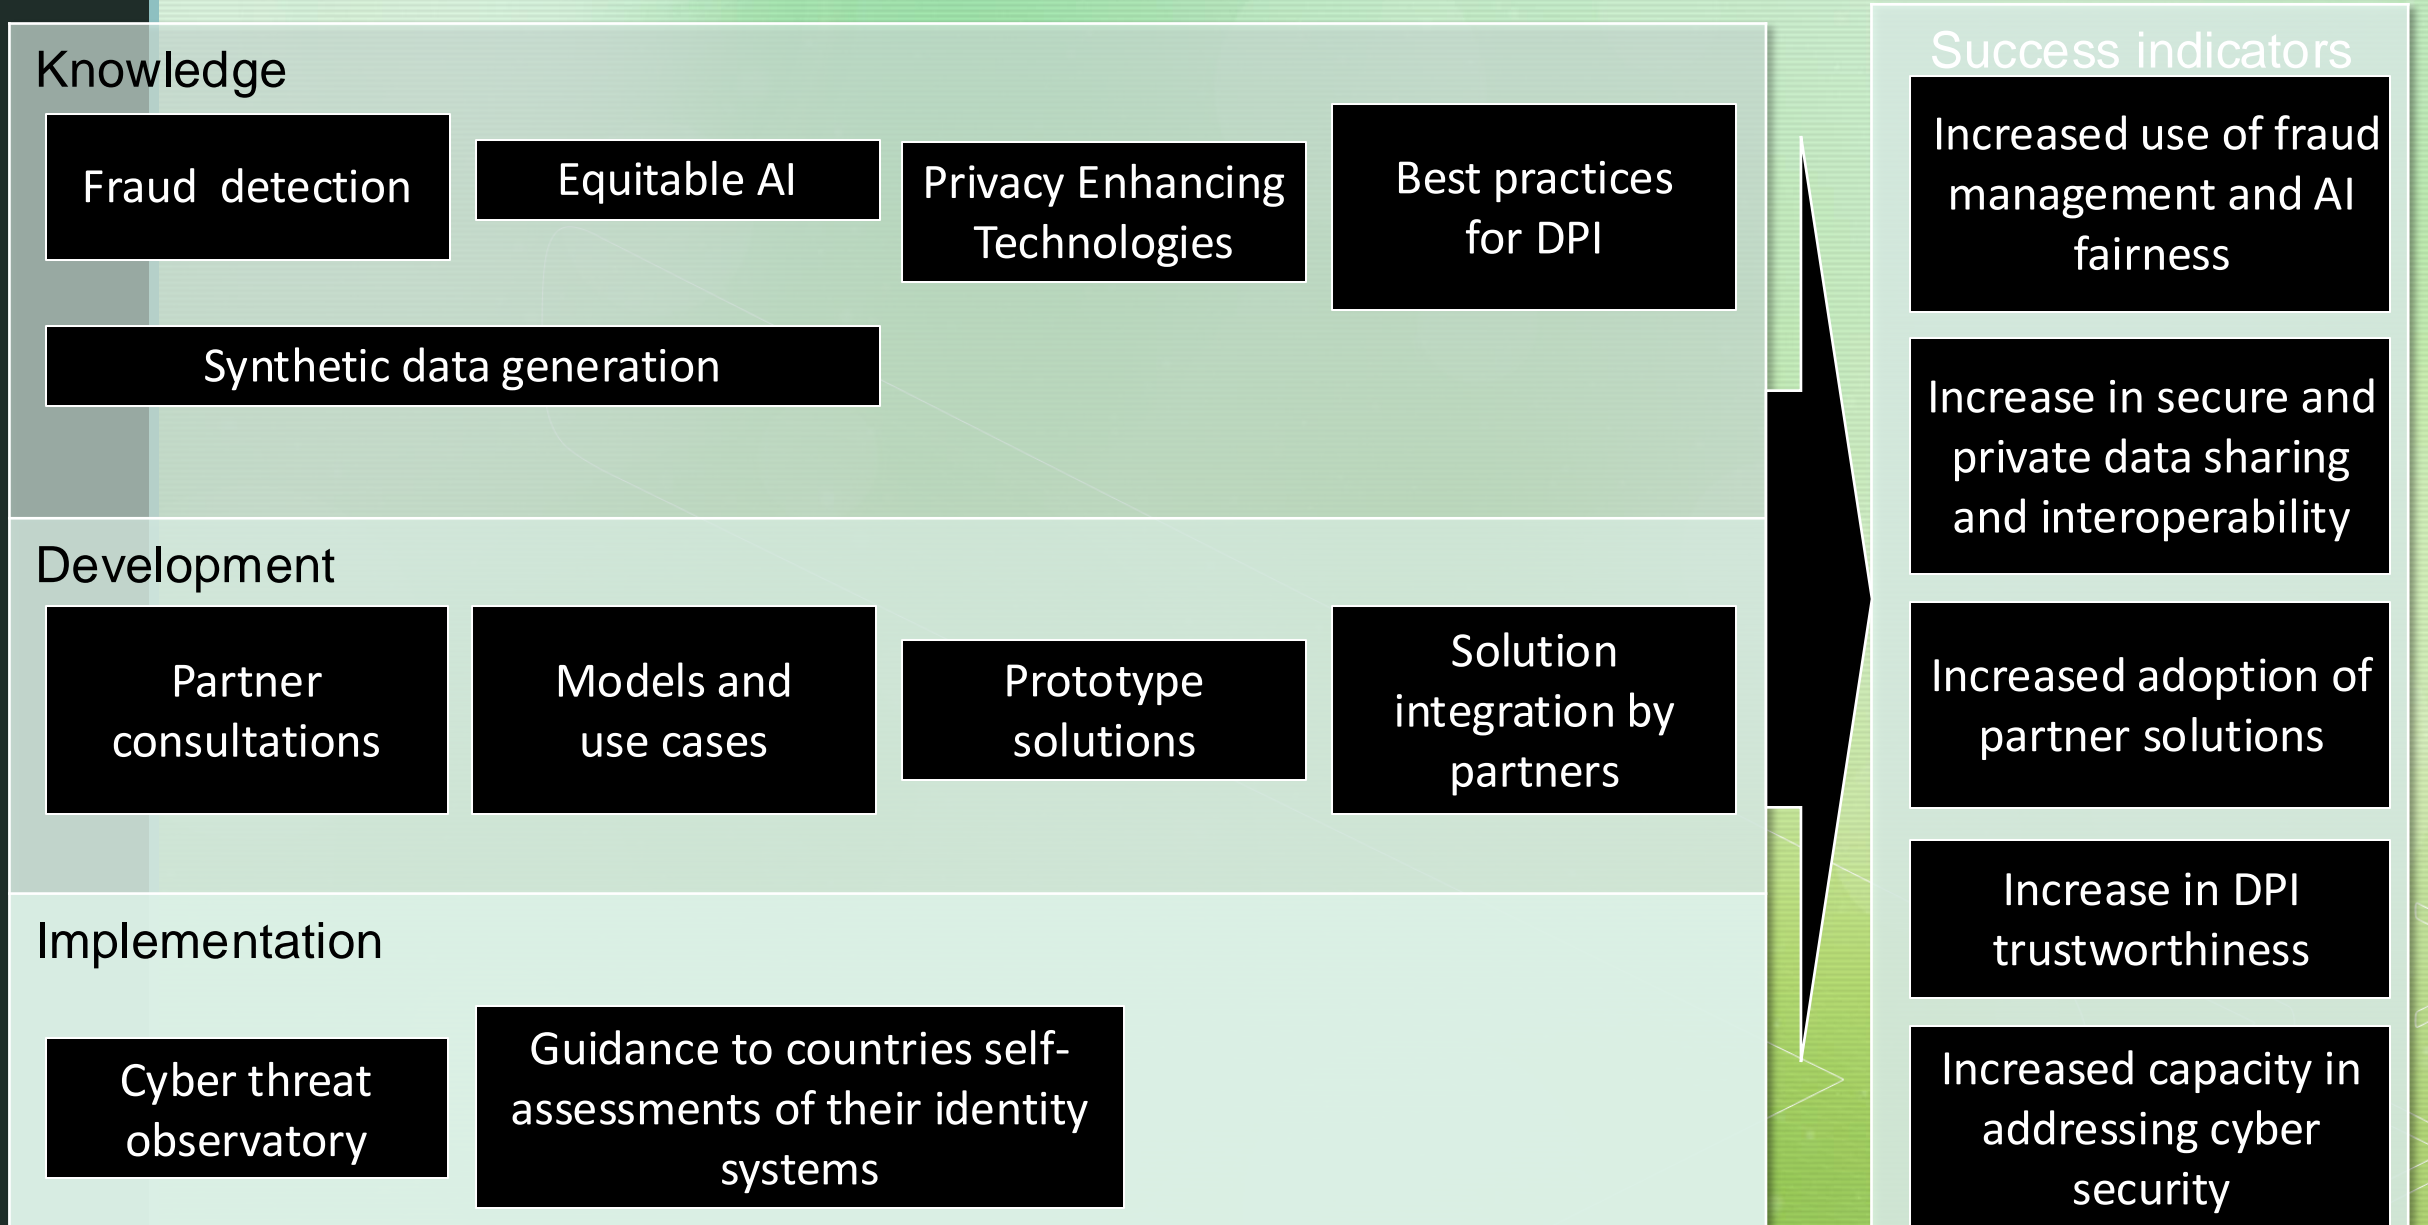 Knowledge
Fraud  detection
Equitable AI
Privacy Enhancing
Technologies
Best practices
for DPI
Synthetic data generation
Development
Partner
consultations
Models and
use cases
Prototype
solutions
Solution
integration by
partners
Implementation
Cyber threat
observatory
Guidance to countries self-
assessments of their identity
systems
Success indicators
Increased use of fraud
management and AI
fairness
Increase in secure and
private data sharing
and interoperability
Increased adoption of
partner solutions
Increase in DPI
trustworthiness
Increased capacity in
addressing cyber
security